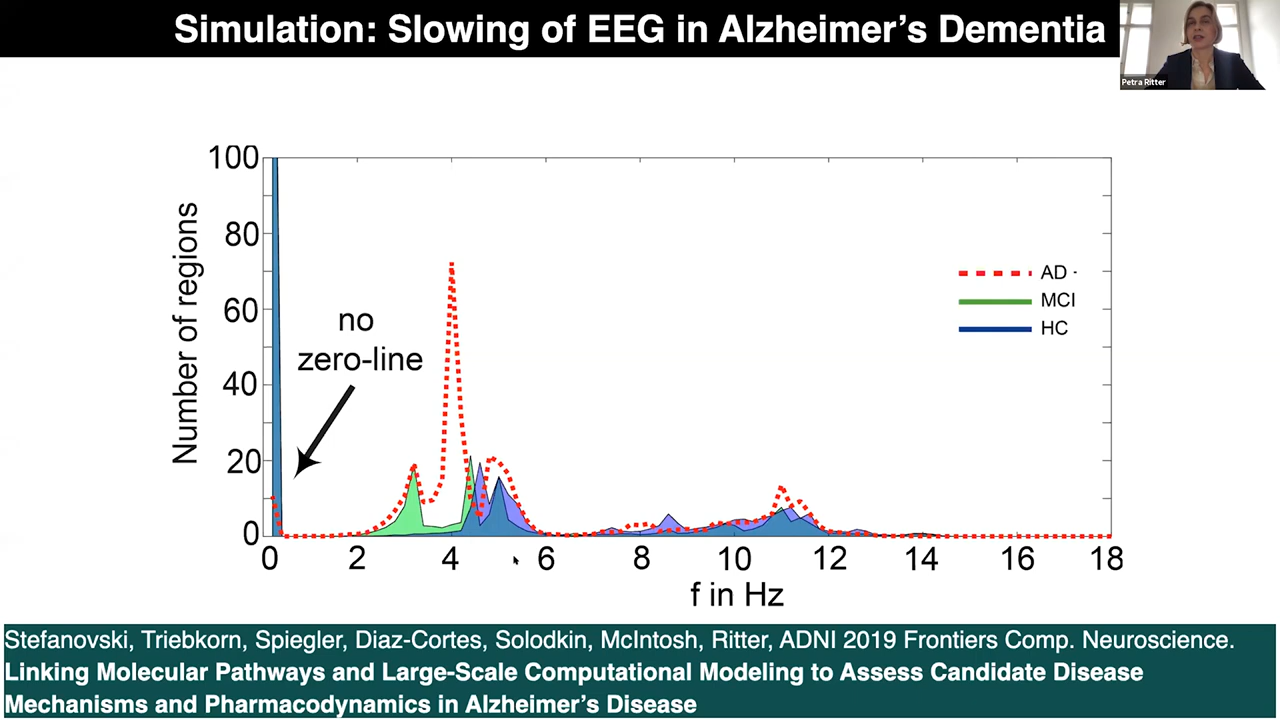 Simulation: Slowing of EEG in Alzheimer's Dementia
Petra Ritter
100
80
60
40
20
0
Number of regions
no
zero-line
AD -
MCI
HC
0 2 4 6 8 10 12 14 16 18
f in Hz
Stefanovski, Triebkorn, Spiegler, Diaz-Cortes, Solodkin, McIntosh, Ritter, ADNI 2019 Frontiers Comp. Neuroscience.
Linking Molecular Pathways and Large-Scale Computational Modeling to Assess Candidate Disease
Mechanisms and Pharmacodynamics in Alzheimer's Disease